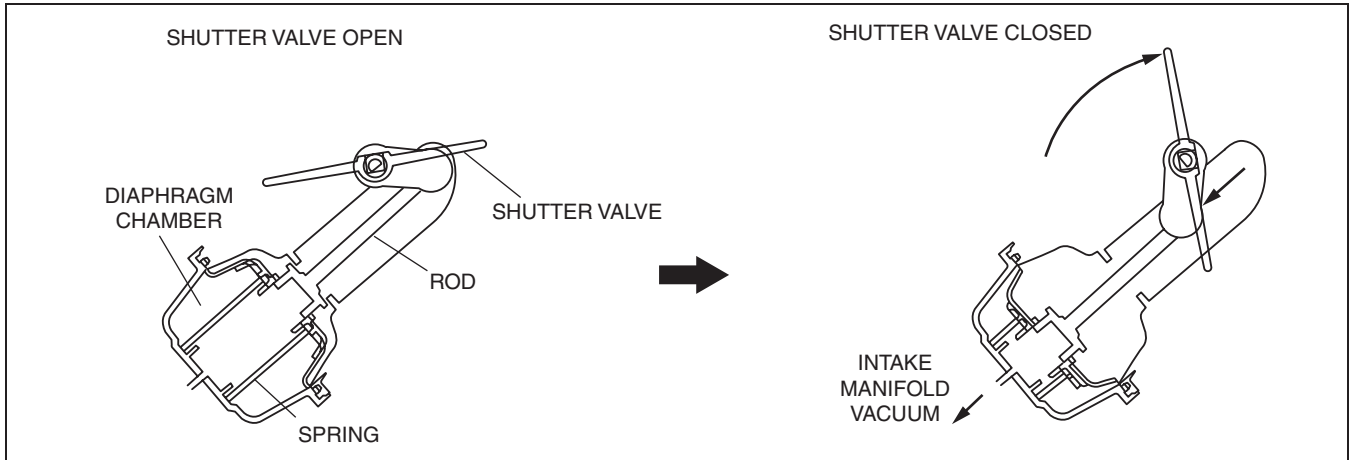 SHUTTER VALVE OPEN
DIAPHRAGM
CHAMBER
SHUTTER VALVE
ROD
SPRING
SHUTTER VALVE CLOSED
INTAKE
MANIFOLD
VACUUM